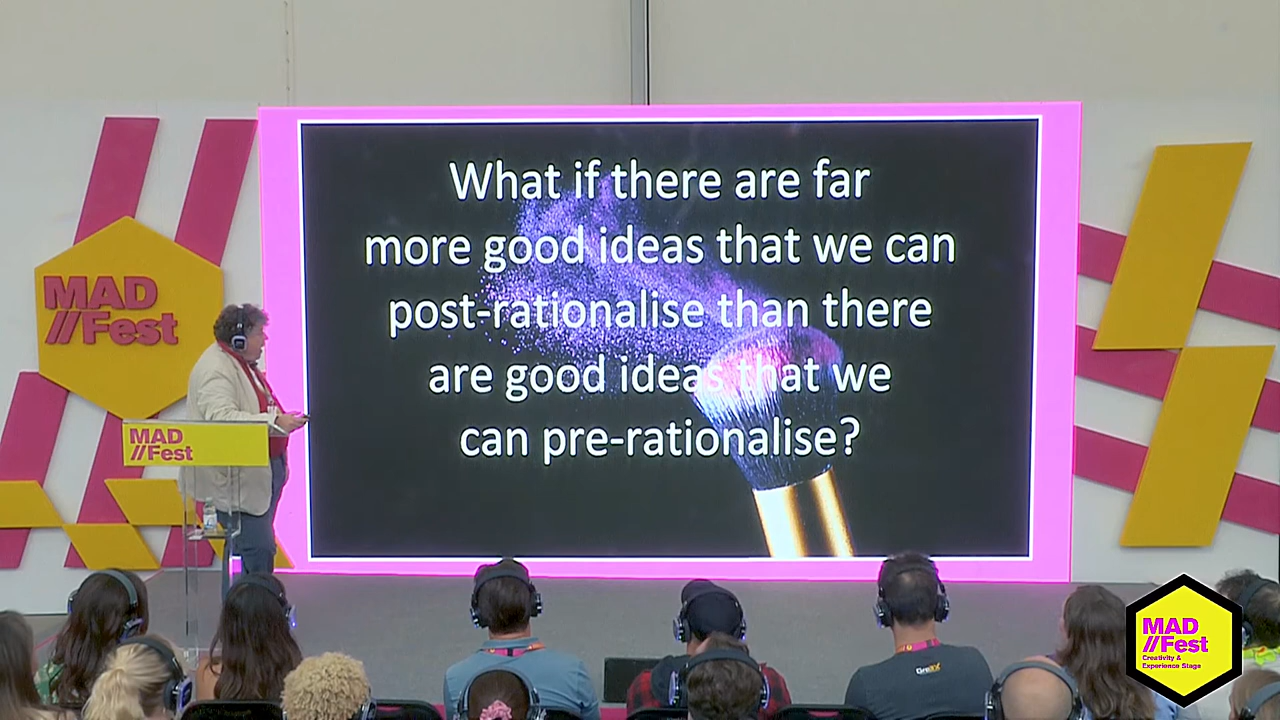 What if there are far
more good ideas that we can
post-rationalise than there
are good ideas that we
can pre-rationalise?
MAD
//Fest
MAD
//Fest
MAD
//Fest
Creativity &
Experience Stage